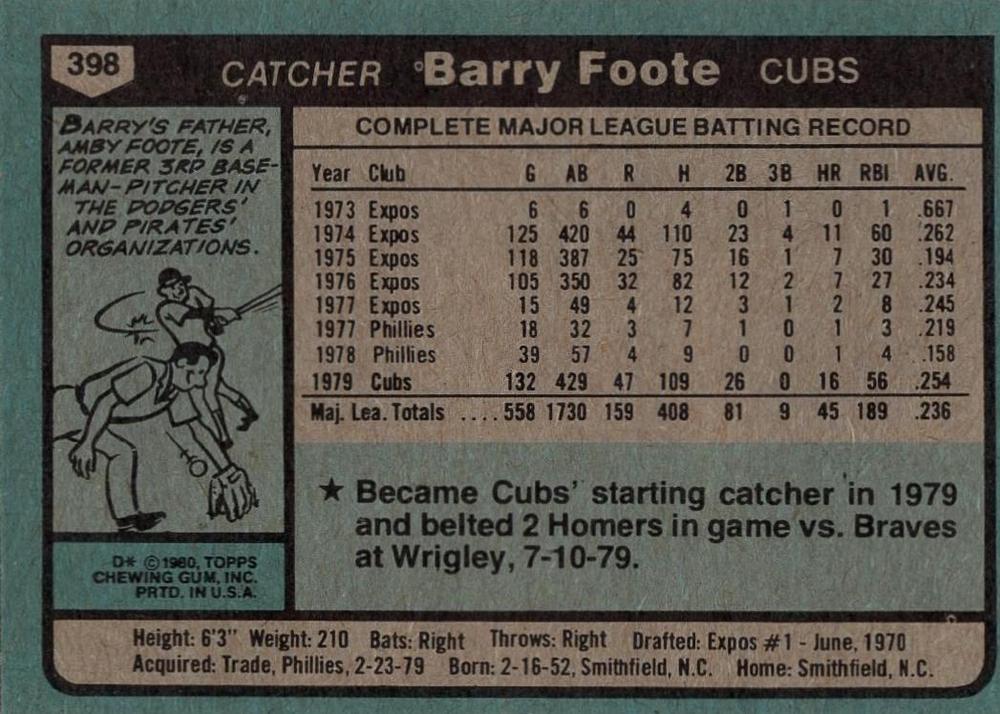 398
CATCHER Barry Foote CUBS
BARRY'S FATHER,
AMBY FOOTE, IS A
FORMER 3RD BASE-
MAN-PITCHER IN
THE DODGERS'
AND PIRATES'
ORGANIZATIONS.
D* ©1980, TOPPS
CHEWING GUM, INC.
PRTD. IN U.S.A.
COMPLETE MAJOR LEAGUE BATTING RECORD
Year Club G AB R H 2B 3B HR RBI AVG.
1973 Expos 6 6 0 4 0 1 0 1 .667
1974 Expos 125 420 44 110 23 4 11 60 .262
1975 Expos 118 387 25 75 16 1 7 30 .194
1976 Expos 105 350 32 82 12 2 7 27 .234
1977 Expos 15 49 4 12 3 1 2 8 .245
1977 Phillies 18 32 3 7 1 0 1 3 .219
1978 Phillies 39 57 4 9 0 0 1 4 .158
1979 Cubs 132 429 47 109 26 0 16 56 .254
Maj. Lea. Totals ....558 1730 159 408 81 9 45 189 .236
★ Became Cubs' starting catcher in 1979
and belted 2 Homers in game vs. Braves
at Wrigley, 7-10-79.
Height: 6'3" Weight: 210 Bats: Right Throws: Right Drafted: Expos #1 - June, 1970
Acquired: Trade, Phillies, 2-23-79 Born: 2-16-52, Smithfield, N.C. Home: Smithfield, N.C.